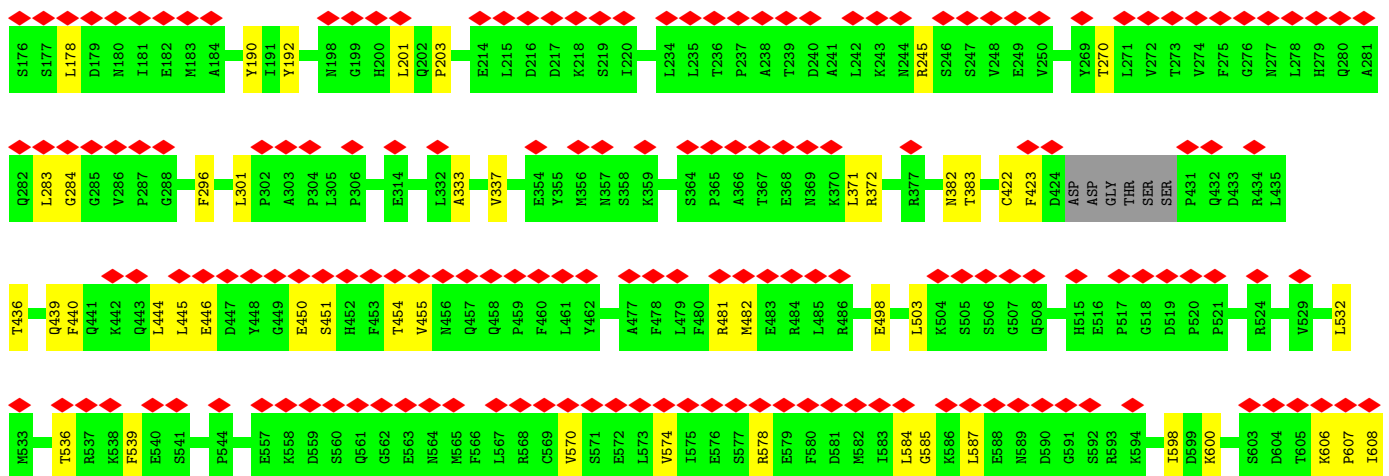 S176 S177 L178 D179 N180 I181 E182 M183 A184 Y190 I191 Y192 N198 G199 H200 L201 Q202 P203 E214 L215 D216 D217 K218 S219 I220 L234 L235 T236 P237 A238 T239 D240 A241 L242 K243 N244 R245 S246 S247 V248 E249 V250 Y269 T270 L271 V272 T273 V274 F275 G276 N277 L278 H279 Q280 A281
Q282 L283 G284 G285 V286 P287 G288 F296 L301 P302 A303 P304 L305 P306 E314 L332 A333 V337 E354 Y355 M356 N357 S358 K359 S364 P365 A366 T367 E368 N369 K370 L371 R372 R377 N382 T383 C422 F423 D424 ASP ASP GLY THR SER SER P431 Q432 D433 R434 L435
T436 Q439 F440 Q441 K442 Q443 L444 L445 E446 D447 Y448 G449 E450 S451 H452 F453 T454 V455 N456 Q457 Q458 P459 F460 L461 Y462 A477 F478 L479 F480 R481 M482 E483 R484 L485 R486 E498 L503 K504 S505 S506 G507 Q508 H515 E516 F517 G518 D519 P520 P521 R524 V529 L532
M533 T536 R537 K538 F539 E540 S541 P544 E557 K558 D559 S560 Q561 G562 E563 N564 M565 F566 L567 R568 C569 V570 S571 E572 L573 V574 I575 E576 S577 R578 E579 F580 D581 M582 I583 L584 G585 K586 L587 E588 N589 D590 G591 S592 R593 K594 I598 D599 K600 S603 D604 T605 K606 P607 I608